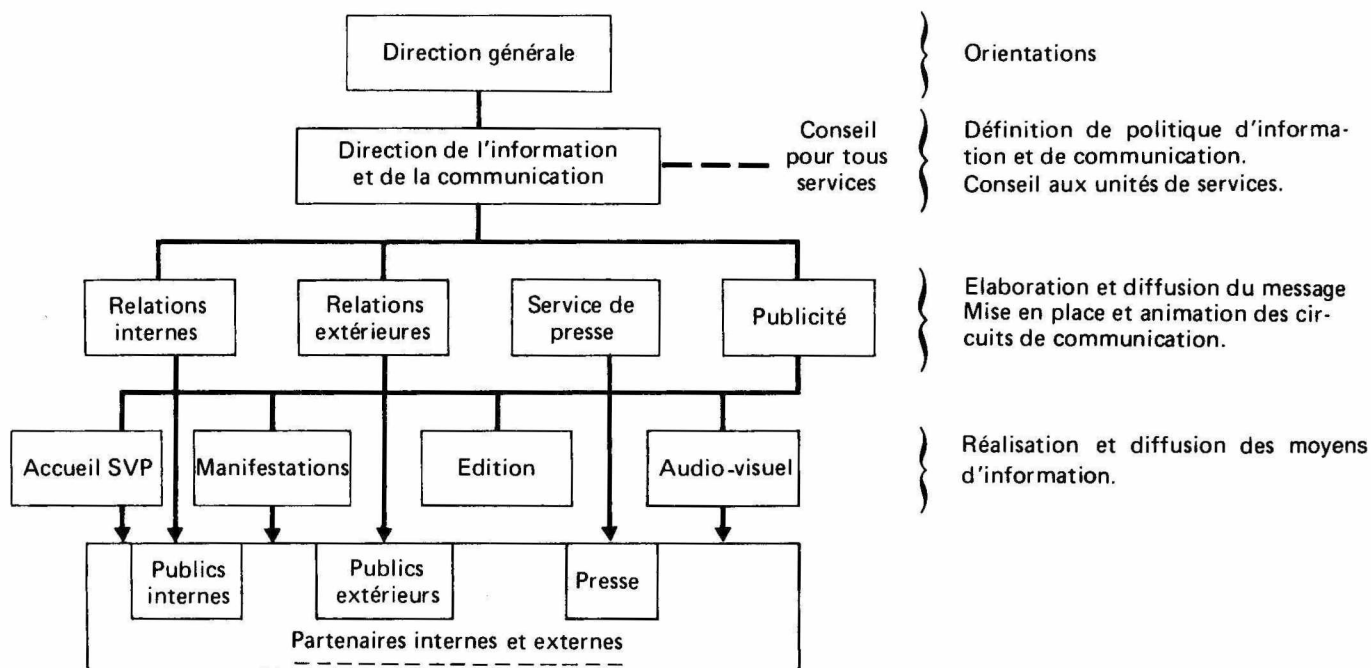 Direction générale
Orientations
Direction de l'information
et de la communication
Conseil
pour tous
services
Définition de politique d'informa-
tion et de communication.
Conseil aux unités de services.
Relations
internes
Relations
extérieures
Service de
presse
Publicité
Elaboration et diffusion du message
Mise en place et animation des cir-
cuits de communication.
Accueil SVP
Manifestations
Edition
Audio-visuel
Réalisation et diffusion des moyens
d'information.
Publics
internes
Publics
extérieurs
Presse
Partenaires internes et externes